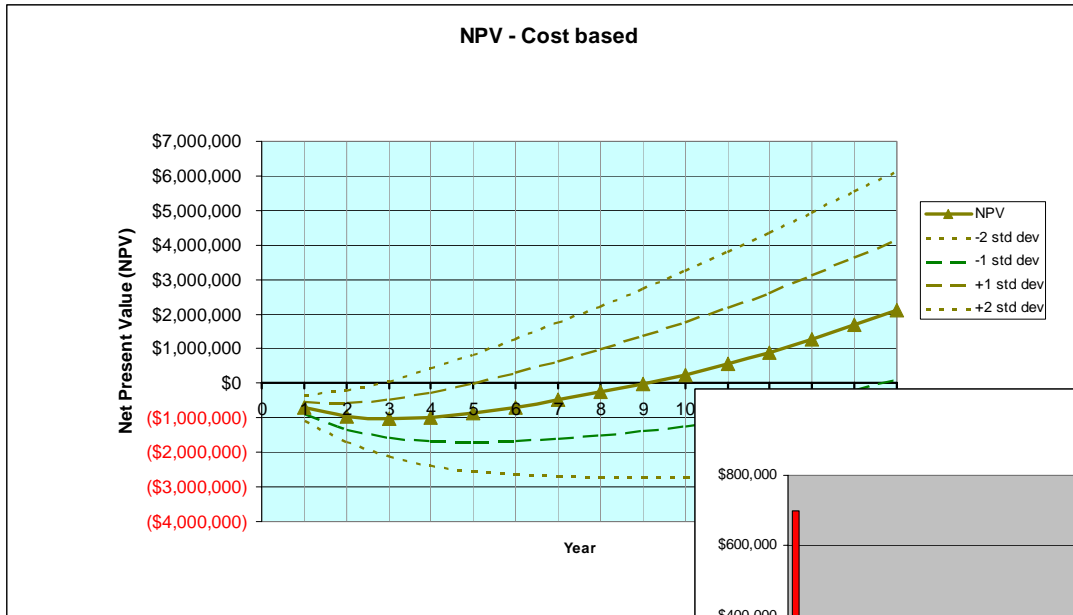 NPV - Cost based
$7,000,000
$6,000,000
$5,000,000
$4,000,000
$3,000,000
$2,000,000
$1,000,000
$0
($1,000,000)
($2,000,000)
($3,000,000)
($4,000,000)
Net Present Value (NPV)
0 1 2 3 4 5 6 7 8 9 10
Year
NPV
-2 std dev
-1 std dev
+1 std dev
+2 std dev
$800,000
$600,000
$400,000